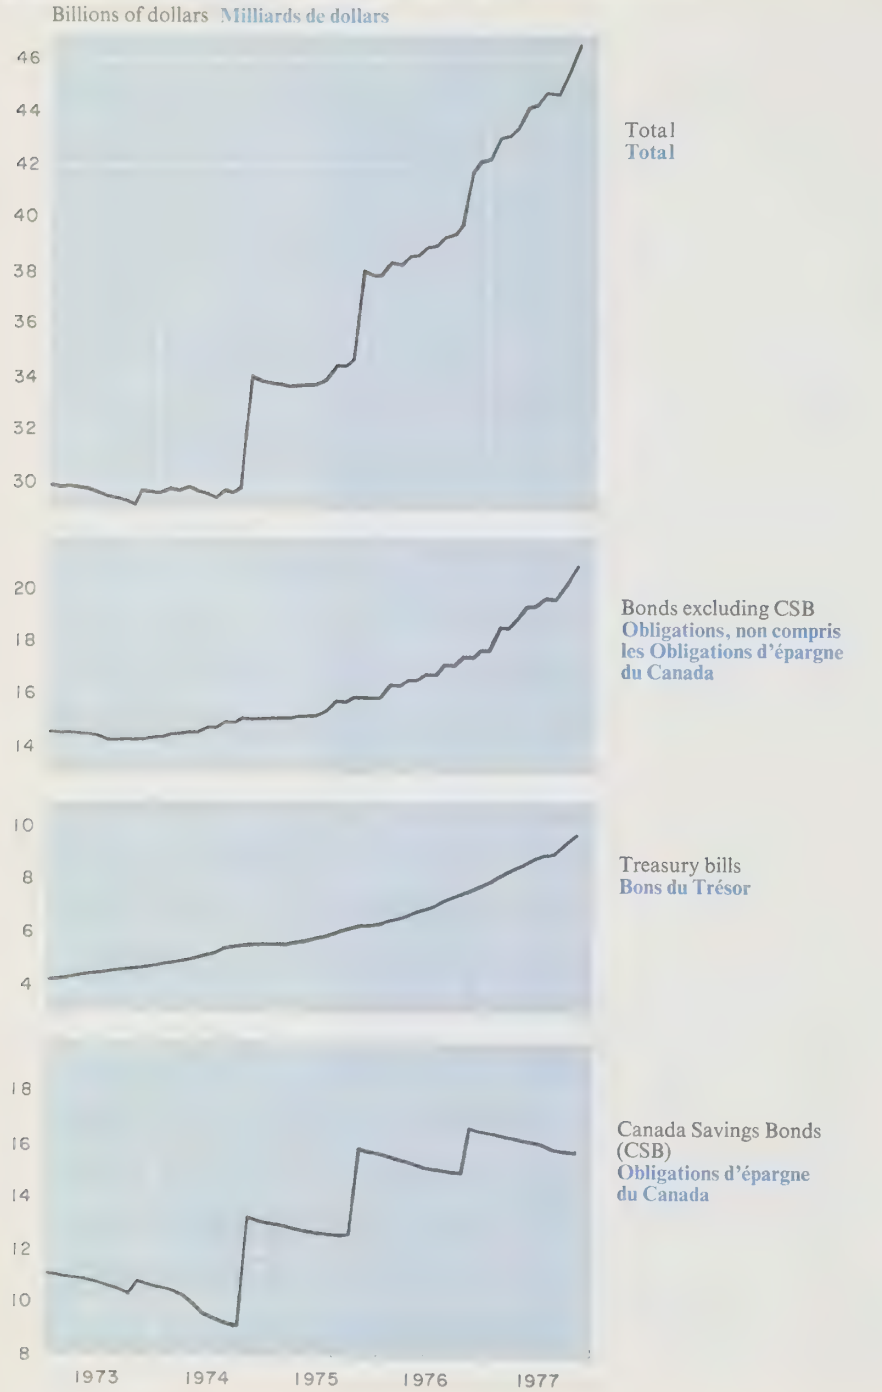 Billions of dollars Milliards de dollars
46
44
42
40
38
36
34
32
30
Total
Total
20
18
16
14
Bonds excluding CSB
Obligations, non compris
les Obligations d'épargne
du Canada
10
8
6
4
Treasury bills
Bons du Trésor
18
16
14
12
10
8
Canada Savings Bonds
(CSB)
Obligations d'épargne
du Canada
1973 1974 1975 1976 1977